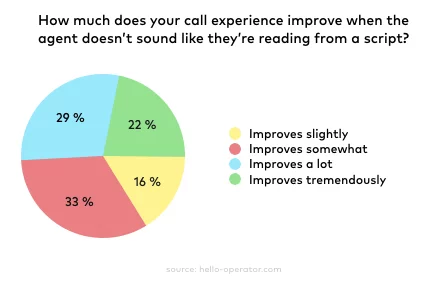 How much does your call experience improve when the
agent doesn’t sound like they’re reading from a script?
29 %
22 %
16 %
33 %
Improves slightly
Improves somewhat
Improves a lot
Improves tremendously
source: hello-operator.com